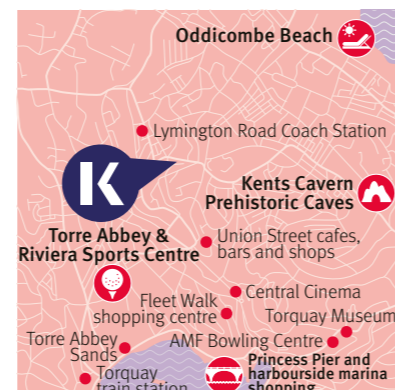 Oddicombe Beach
Lymington Road Coach Station
K
Kents Cavern
Prehistoric Caves
Torre Abbey &
Riviera Sports Centre
Union Street cafes,
bars and shops
Central Cinema
Fleet Walk
shopping centre
Torquay Museum
AMF Bowling Centre
Torre Abbey
Sands
Princess Pier and
harbourside marina
shopping
Torquay
train station